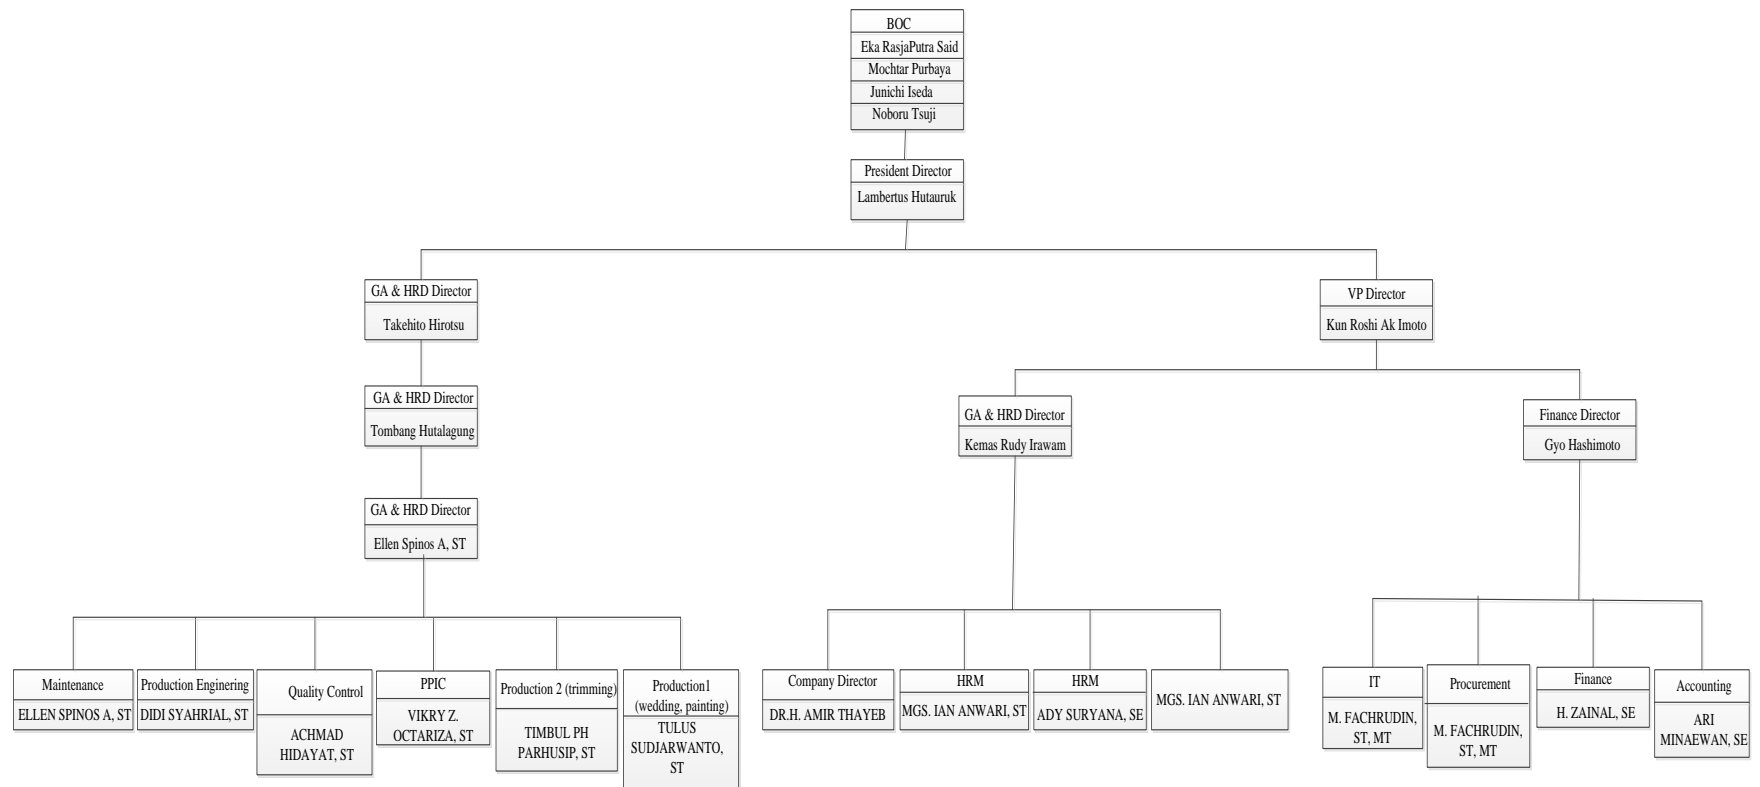 BOC
Eka RasjaPutra Said
Mochtar Purbaya
Junichi Iseda
Noboru Tsuji
President Director
Lambertus Hutauruk
GA & HRD Director
Takehito Hirotsu
VP Director
Kun Roshi Ak Imoto
GA & HRD Director
Tombang Hutalagung
GA & HRD Director
Kemas Rudy Irawam
Finance Director
Gyo Hashimoto
GA & HRD Director
Ellen Spinos A, ST
Maintenance
ELLEN SPINOS A, ST
Production Enginering
DIDI SYAHRIAL, ST
Quality Control
ACHMAD
HIDAYAT, ST
PPIC
VIKRY Z.
OCTARIZA, ST
Production 2 (trimming)
TIMBUL PH
PARHUSIP, ST
Production1
(wedding, painting)
TULUS
SUDJARWANTO,
ST
Company Director
DR.H. AMIR THAYEB
HRM
MGS. IAN ANWARI, ST
HRM
ADY SURYANA, SE
MGS. IAN ANWARI, ST
IT
M. FACHRUDIN,
ST, MT
Procurement
M. FACHRUDIN,
ST, MT
Finance
H. ZAINAL, SE
Accounting
ARI
MINAEWAN, SE